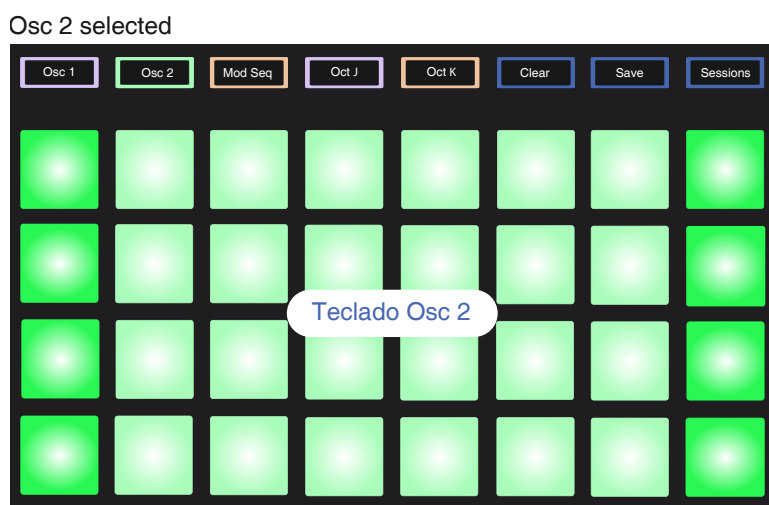 Osc 2 selected
Osc 1 Osc 2 Mod Seq Oct J Oct K Clear Save Sessions
Teclado Osc 2